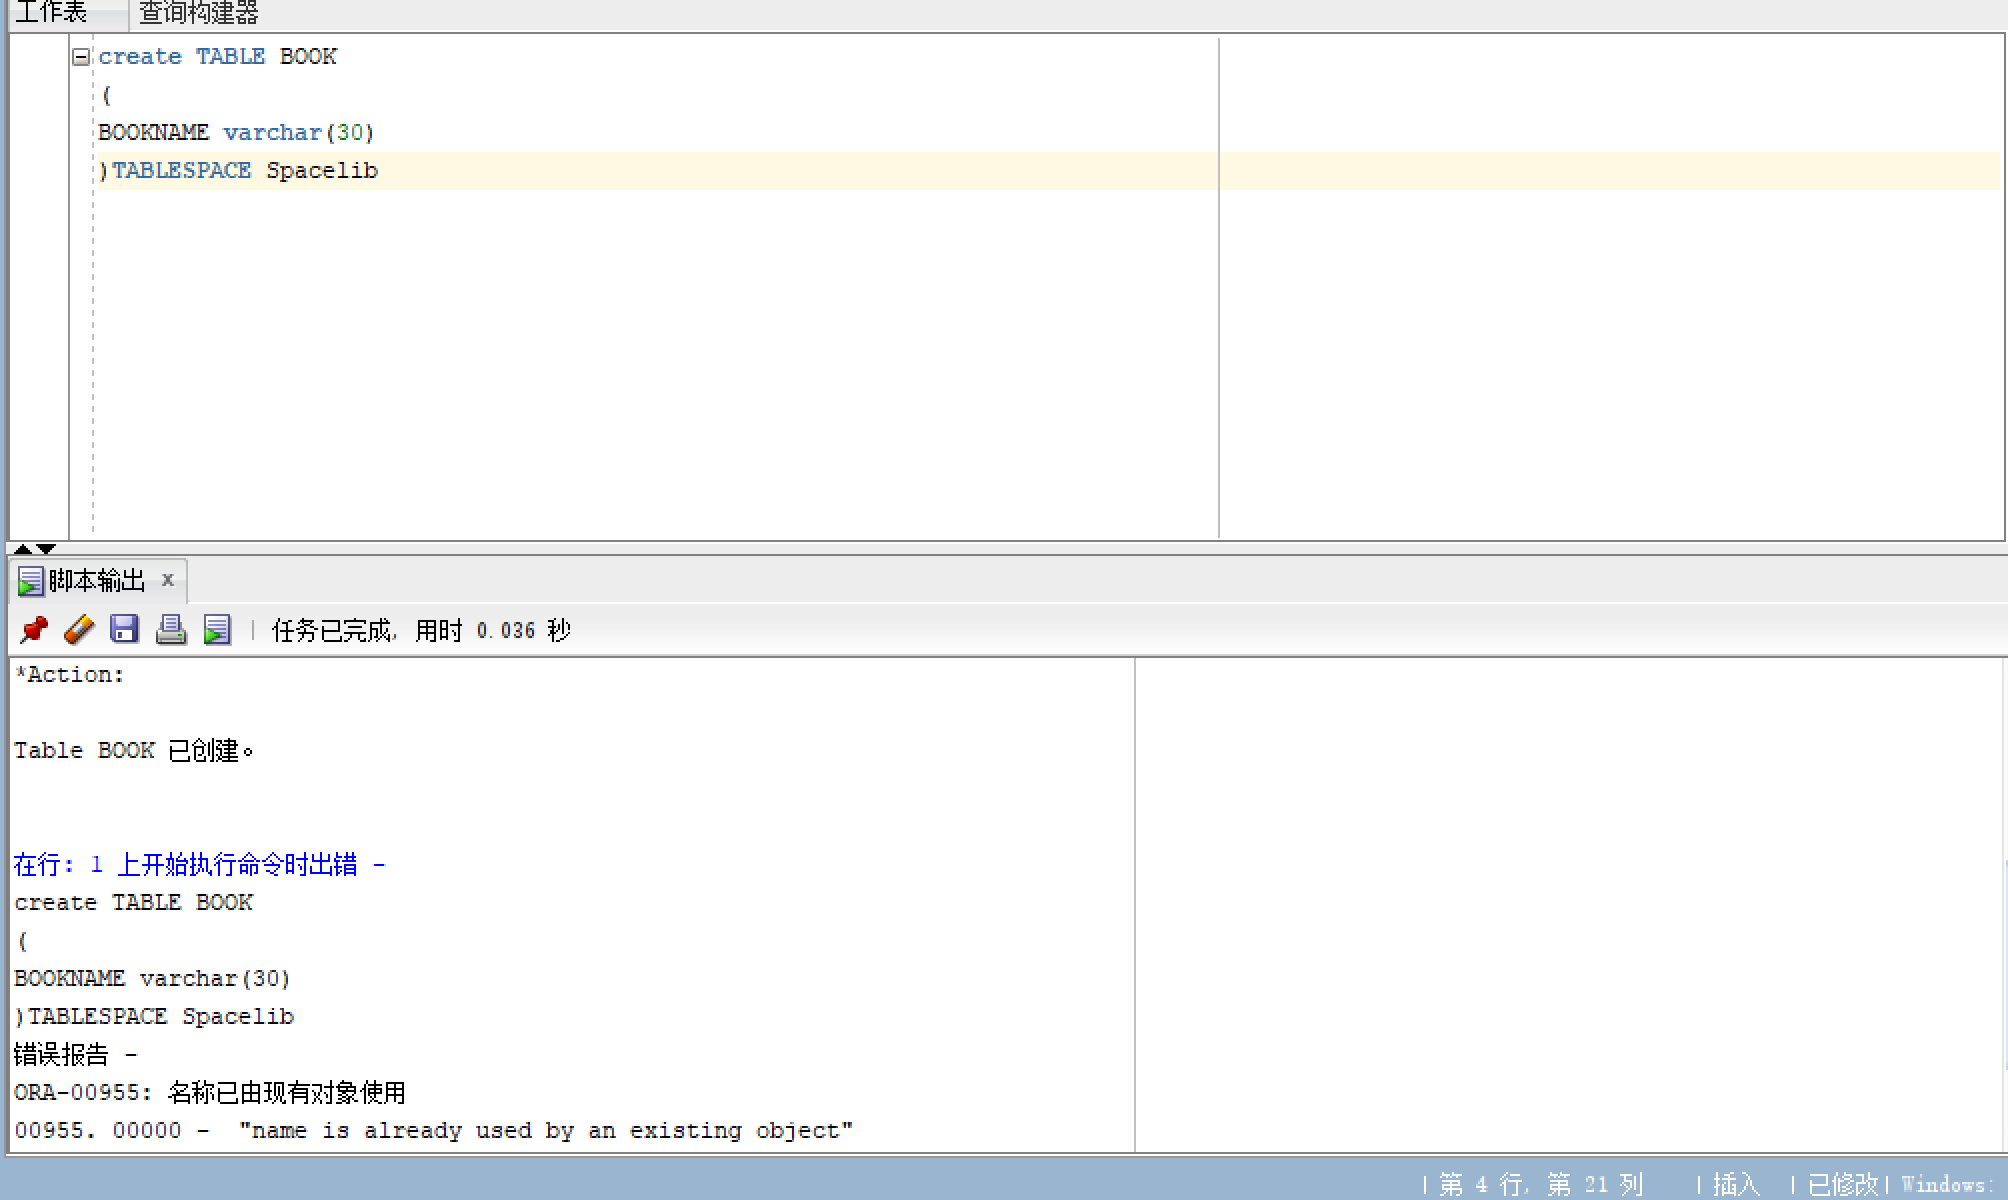 工作表 查询构建器
create TABLE BOOK
(
BOOKNAME varchar(30)
)TABLESPACE Spacelib
脚本输出 x
任务已完成, 用时 0.036 秒
*Action:
Table BOOK 已创建。
在行: 1 上开始执行命令时出错 -
create TABLE BOOK
(
BOOKNAME varchar(30)
)TABLESPACE Spacelib
错误报告 -
ORA-00955: 名称已由现有对象使用
00955. 00000 -  "name is already used by an existing object"
| 第 4 行, 第 21 列 | 插入 | 已修改| Windows: